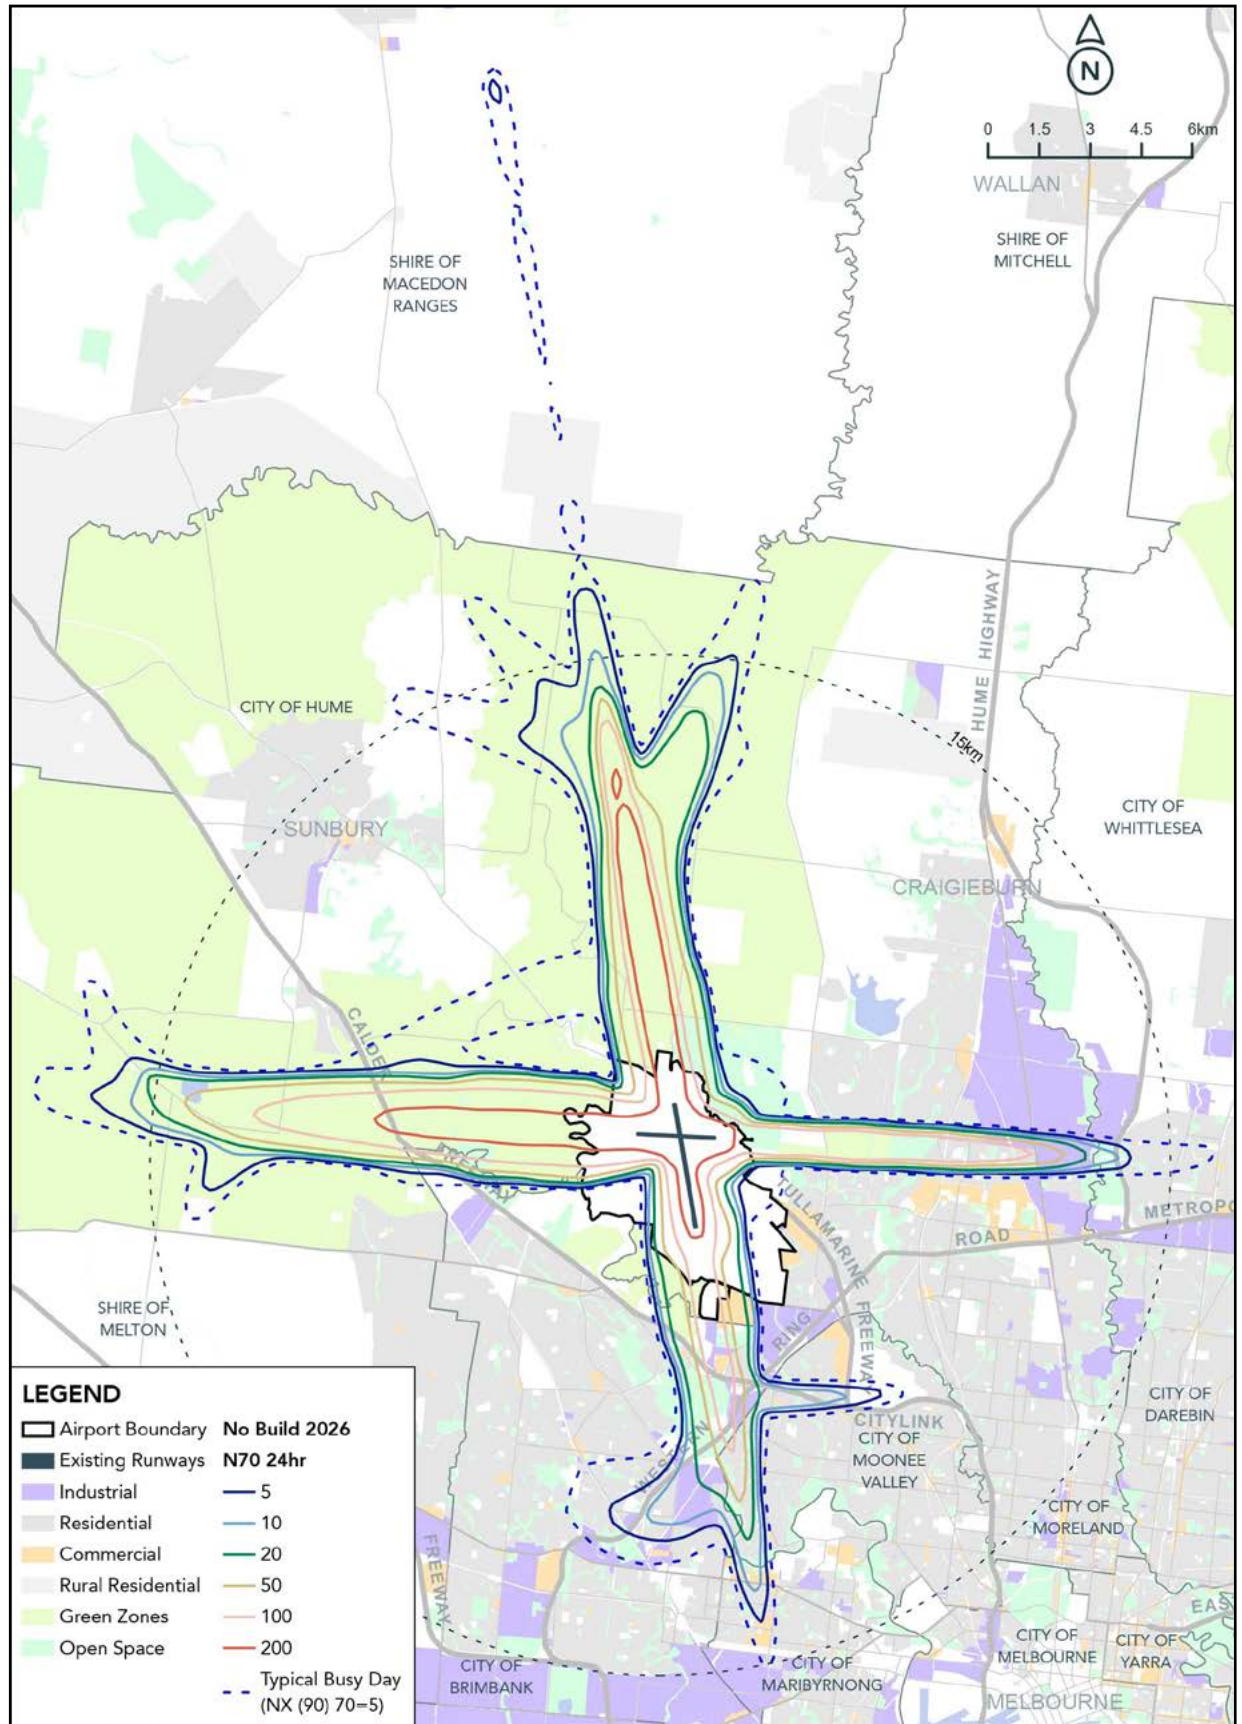 N
0 1.5 3 4.5 6km
WALLAN
SHIRE OF
MITCHELL
SHIRE OF
MACEDON
RANGES
HUME HIGHWAY
CITY OF HUME
15km
SUNBURY
CITY OF
WHITTLESEA
CRAIGIEBURN
CALDER
FREEWAY
TULLAMARINE FREEWAY
METROPO
ROAD
RING
SHIRE OF
MELTON
WESTERN
CITYLINK
CITY OF
MOONEE
VALLEY
CITY OF
DAREBIN
CITY OF
MORELAND
FREEWAY
EAS
CITY OF
MELBOURNE
CITY OF
YARRA
CITY OF
BRIMBANK
CITY OF
MARIBYRNONG
MELBOURNE
LEGEND
Airport Boundary No Build 2026
Existing Runways N70 24hr
Industrial 5
Residential 10
Commercial 20
Rural Residential 50
Green Zones 100
Open Space 200
Typical Busy Day
(NX (90) 70=5)